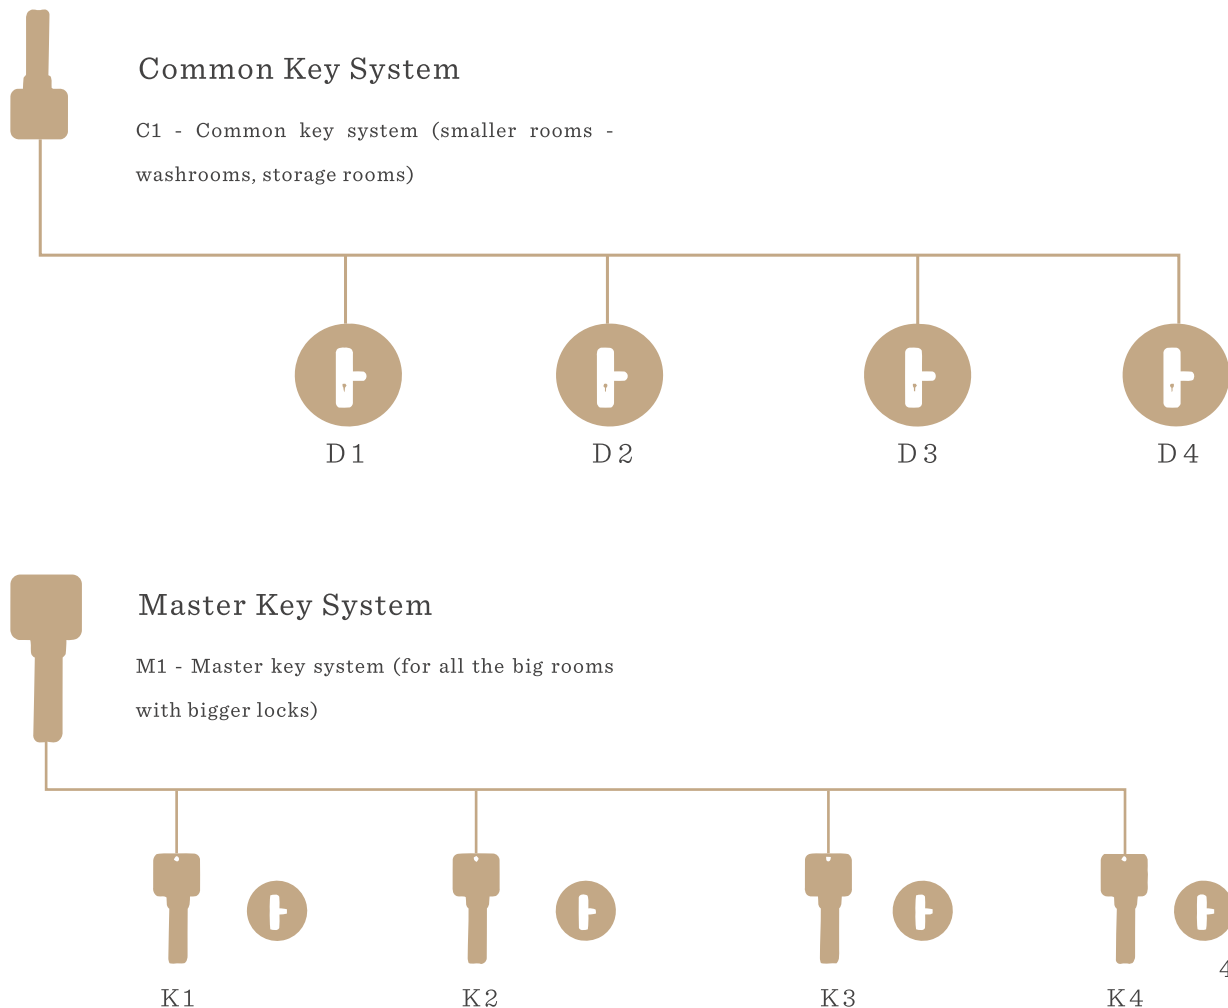 Common Key System
C1 - Common key system (smaller rooms -
washrooms, storage rooms)
D1 D2 D3 D4
Master Key System
M1 - Master key system (for all the big rooms
with bigger locks)
4
K1 K2 K3 K4